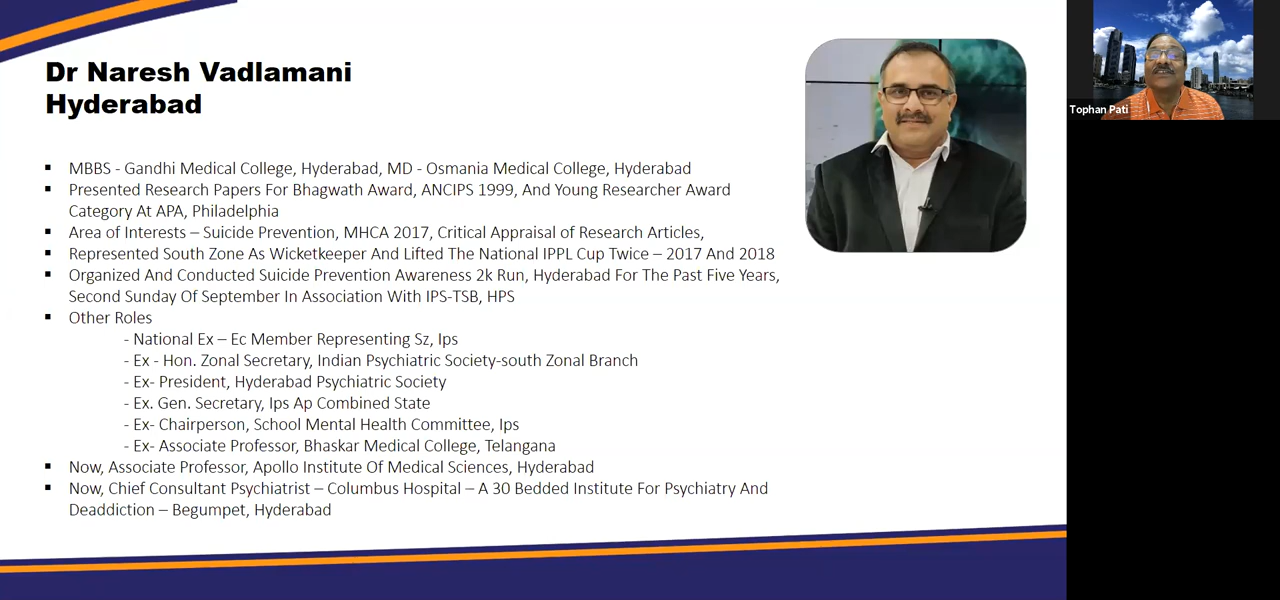 Dr Naresh Vadlamani
Hyderabad
▪ MBBS - Gandhi Medical College, Hyderabad, MD - Osmania Medical College, Hyderabad
▪ Presented Research Papers For Bhagwath Award, ANCIPS 1999, And Young Researcher Award
Category At APA, Philadelphia
▪ Area of Interests – Suicide Prevention, MHCA 2017, Critical Appraisal of Research Articles,
▪ Represented South Zone As Wicketkeeper And Lifted The National IPPL Cup Twice – 2017 And 2018
▪ Organized And Conducted Suicide Prevention Awareness 2k Run, Hyderabad For The Past Five Years,
Second Sunday Of September In Association With IPS-TSB, HPS
▪ Other Roles
- National Ex – Ec Member Representing Sz, Ips
- Ex - Hon. Zonal Secretary, Indian Psychiatric Society-south Zonal Branch
- Ex- President, Hyderabad Psychiatric Society
- Ex. Gen. Secretary, Ips Ap Combined State
- Ex- Chairperson, School Mental Health Committee, Ips
- Ex- Associate Professor, Bhaskar Medical College, Telangana
▪ Now, Associate Professor, Apollo Institute Of Medical Sciences, Hyderabad
▪ Now, Chief Consultant Psychiatrist – Columbus Hospital – A 30 Bedded Institute For Psychiatry And
Deaddiction – Begumpet, Hyderabad
Tophan Pati